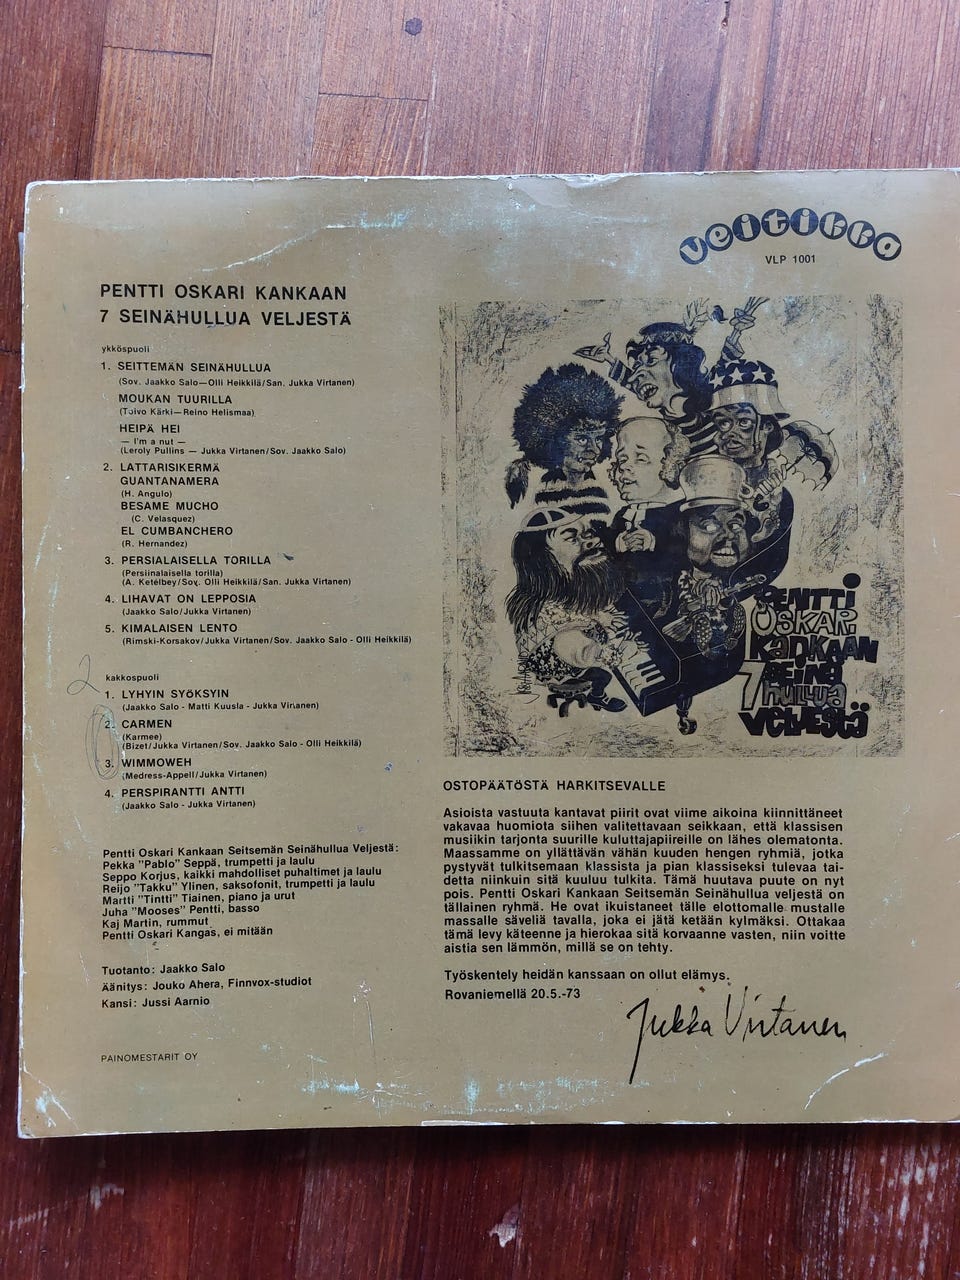 veitikka
VLP 1001
PENTTI OSKARI KANKAAN
7 SEINÄHULLUA VELJESTÄ
ykköspuoli
1. SEITTEMÄN SEINÄHULLUA
(Sov. Jaakko Salo—Olli Heikkilä/San. Jukka Virtanen)
MOUKAN TUURILLA
(Toivo Kärki—Reino Helismaa)
HEIPÄ HEI
— I'm a nut —
(Leroly Pullins — Jukka Virtanen/Sov. Jaakko Salo)
2. LATTARISIKERMÄ
GUANTANAMERA
(H. Angulo)
BESAME MUCHO
(C. Velasquez)
EL CUMBANCHERO
(R. Hernandez)
3. PERSIALAISELLA TORILLA
(Persiinalaisella torilla)
(A. Ketélbey/Sov. Olli Heikkilä/San. Jukka Virtanen)
4. LIHAVAT ON LEPPOSIA
(Jaakko Salo/Jukka Virtanen)
5. KIMALAISEN LENTO
(Rimski-Korsakov/Jukka Virtanen/Sov. Jaakko Salo - Olli Heikkilä)
2
kakkospuoli
1. LYHYIN SYÖKSYIN
(Jaakko Salo - Matti Kuusla - Jukka Virtanen)
2. CARMEN
(Karmee)
(Bizet/Jukka Virtanen/Sov. Jaakko Salo - Olli Heikkilä)
3. WIMMOWEH
(Medress-Appell/Jukka Virtanen)
4. PERSPIRANTTI ANTTI
(Jaakko Salo - Jukka Virtanen)
Pentti Oskari Kankaan Seitsemän Seinähullua Veljestä:
Pekka "Pablo" Seppä, trumpetti ja laulu
Seppo Korjus, kaikki mahdolliset puhaltimet ja laulu
Reijo "Takku" Ylinen, saksofonit, trumpetti ja laulu
Martti "Tintti" Tiainen, piano ja urut
Juha "Mooses" Pentti, basso
Kaj Martin, rummut
Pentti Oskari Kangas, ei mitään
Tuotanto: Jaakko Salo
Äänitys: Jouko Ahera, Finnvox-studiot
Kansi: Jussi Aarnio
PAINOMESTARIT OY
PENTTI
OSKARI
KANKAAN
SEINÄ
7 hullua
VELJESTÄ
OSTOPÄÄTÖSTÄ HARKITSEVALLE
Asioista vastuuta kantavat piirit ovat viime aikoina kiinnittäneet
vakavaa huomiota siihen valitettavaan seikkaan, että klassisen
musiikin tarjonta suurille kuluttajapiireille on lähes olematonta.
Maassamme on yllättävän vähän kuuden hengen ryhmiä, jotka
pystyvät tulkitsemaan klassista ja pian klassiseksi tulevaa tai-
detta niinkuin sitä kuuluu tulkita. Tämä huutava puute on nyt
pois. Pentti Oskari Kankaan Seitsemän Seinähullua veljestä on
tällainen ryhmä. He ovat ikuistaneet tälle elottomalle mustalle
massalle säveliä tavalla, joka ei jätä ketään kylmäksi. Ottakaa
tämä levy käteenne ja hierokaa sitä korvaanne vasten, niin voitte
aistia sen lämmön, millä se on tehty.
Työskentely heidän kanssaan on ollut elämys.
Rovaniemellä 20.5.-73
Jukka Virtanen